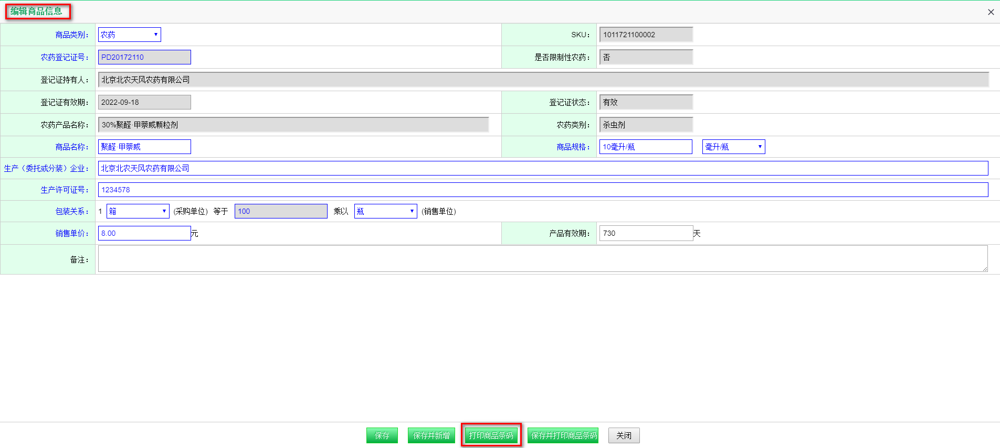 编辑商品信息
商品类别： 农药 SKU： 1011721100002
农药登记证号： PD20172110 是否限制性农药： 否
登记证持有人： 北京北农天风农药有限公司
登记证有效期： 2022-09-18 登记证状态： 有效
农药产品名称： 30%聚醛·甲萘威颗粒剂 农药类别： 杀虫剂
商品名称： 聚醛·甲萘威 商品规格： 10毫升/瓶 毫升/瓶
生产（委托或分装）企业： 北京北农天风农药有限公司
生产许可证号： 1234578
包装关系： 1 箱 (采购单位) 等于 100 乘以 瓶 (销售单位)
销售单价： 8.00 元 产品有效期： 730 天
备注：
保存 保存并新增 打印商品条码 保存并打印商品条码 关闭